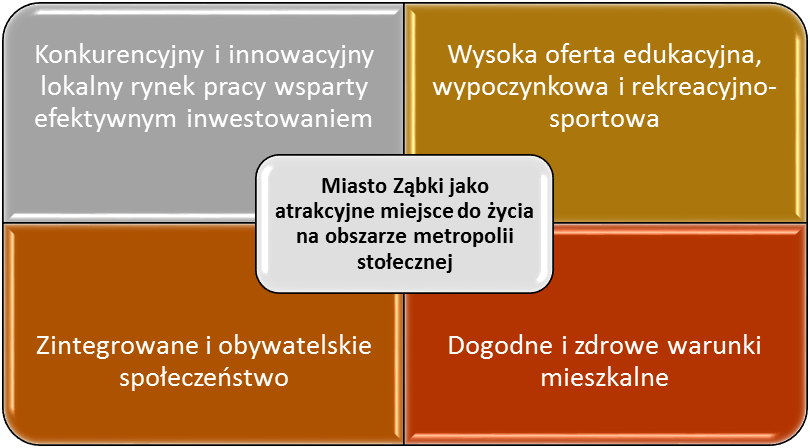 Konkurencyjny i innowacyjny
lokalny rynek pracy wsparty
efektywnym inwestowaniem
Wysoka oferta edukacyjna,
wypoczynkowa i rekreacyjno-
sportowa
Miasto Ząbki jako
atrakcyjne miejsce do życia
na obszarze metropolii
stołecznej
Zintegrowane i obywatelskie
społeczeństwo
Dogodne i zdrowe warunki
mieszkalne